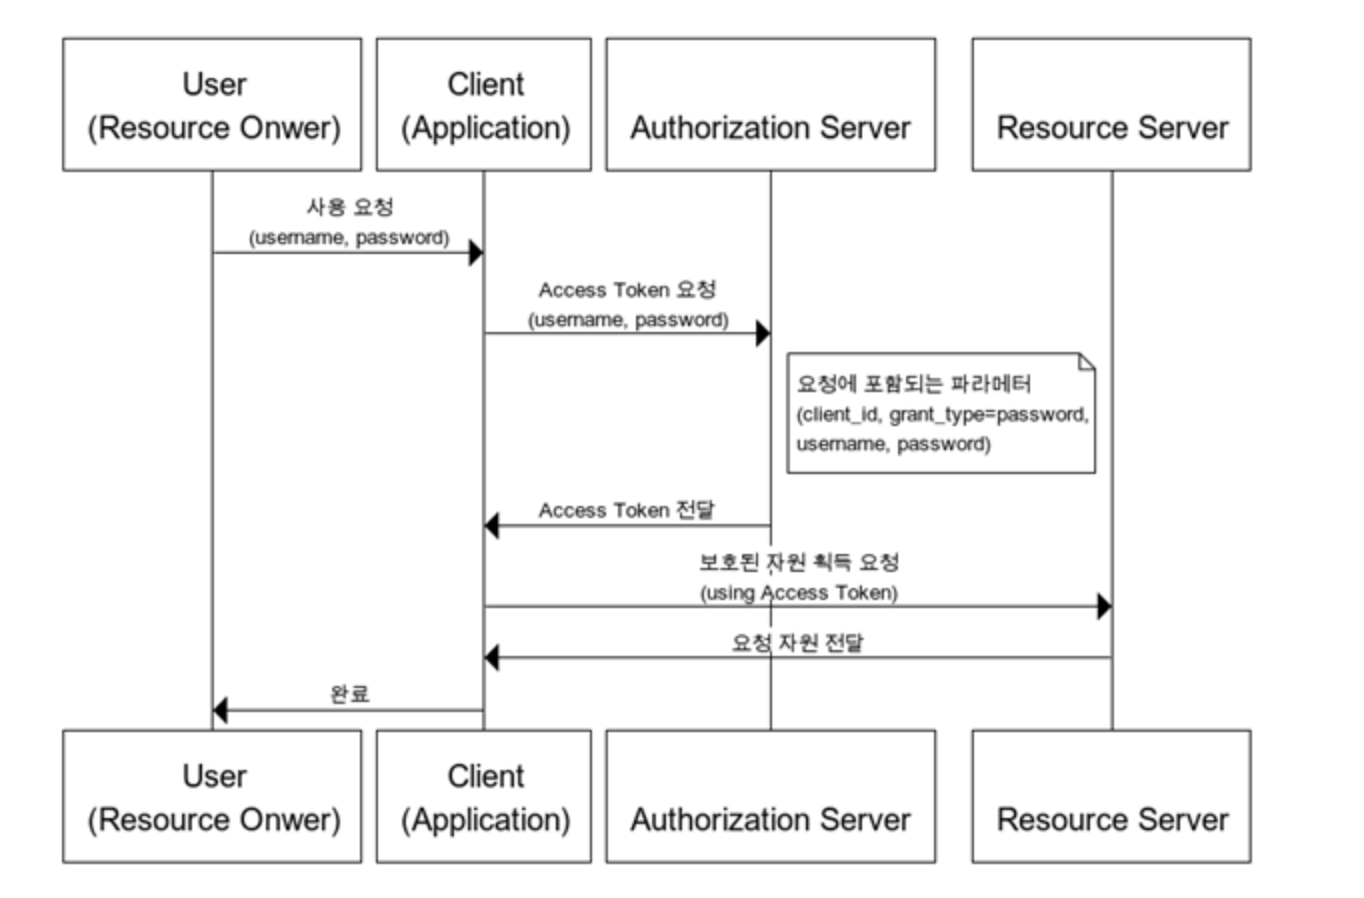 User
(Resource Onwer)
Client
(Application)
Authorization Server
Resource Server
사용 요청
(username, password)
Access Token 요청
(username, password)
요청에 포함되는 파라메터
(client_id, grant_type=password,
username, password)
Access Token 전달
보호된 자원 획득 요청
(using Access Token)
요청 자원 전달
완료
User
(Resource Onwer)
Client
(Application)
Authorization Server
Resource Server